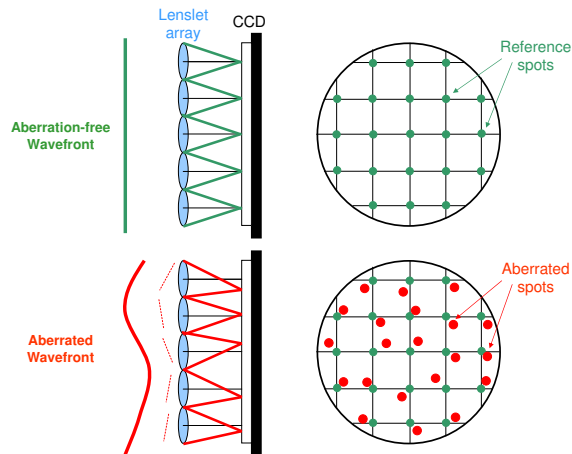 Lenslet
array
CCD
Reference
spots
Aberration-free
Wavefront
Aberrated
spots
Aberrated
Wavefront